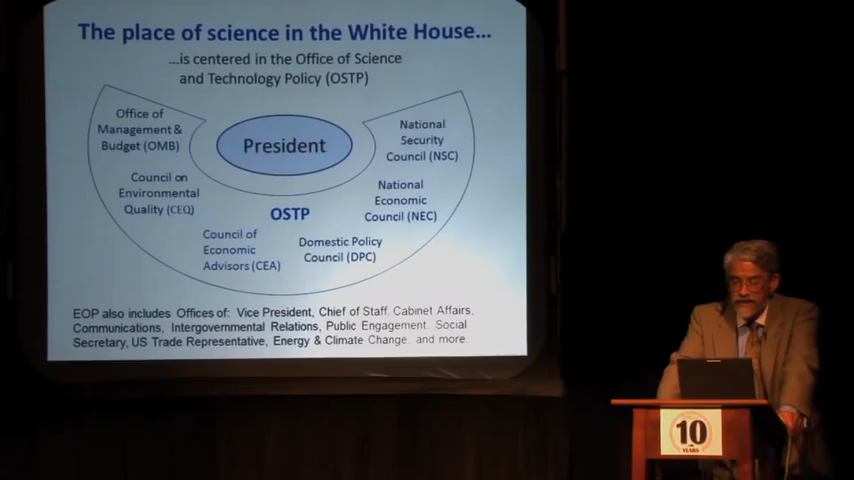 The place of science in the White House...
...is centered in the Office of Science
and Technology Policy (OSTP)
Office of
Management &
Budget (OMB)
Council on
Environmental
Quality (CEQ)
Council of
Economic
Advisors (CEA)
OSTP
President
Domestic Policy
Council (DPC)
National
Economic
Council (NEC)
National
Security
Council (NSC)
EOP also includes Offices of: Vice President, Chief of Staff, Cabinet Affairs,
Communications, Intergovernmental Relations, Public Engagement, Social
Secretary, US Trade Representative, Energy & Climate Change, and more.
10
YEARS